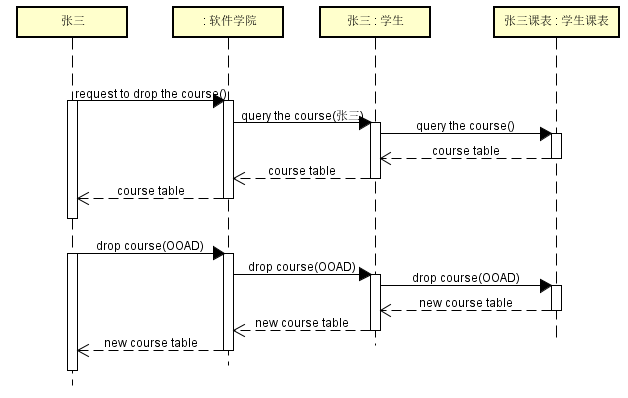 张三
: 软件学院
张三 : 学生
张三课表 : 学生课表
request to drop the course()
query the course(张三)
query the course()
course table
course table
course table
drop course(OOAD)
drop course(OOAD)
drop course(OOAD)
new course table
new course table
new course table